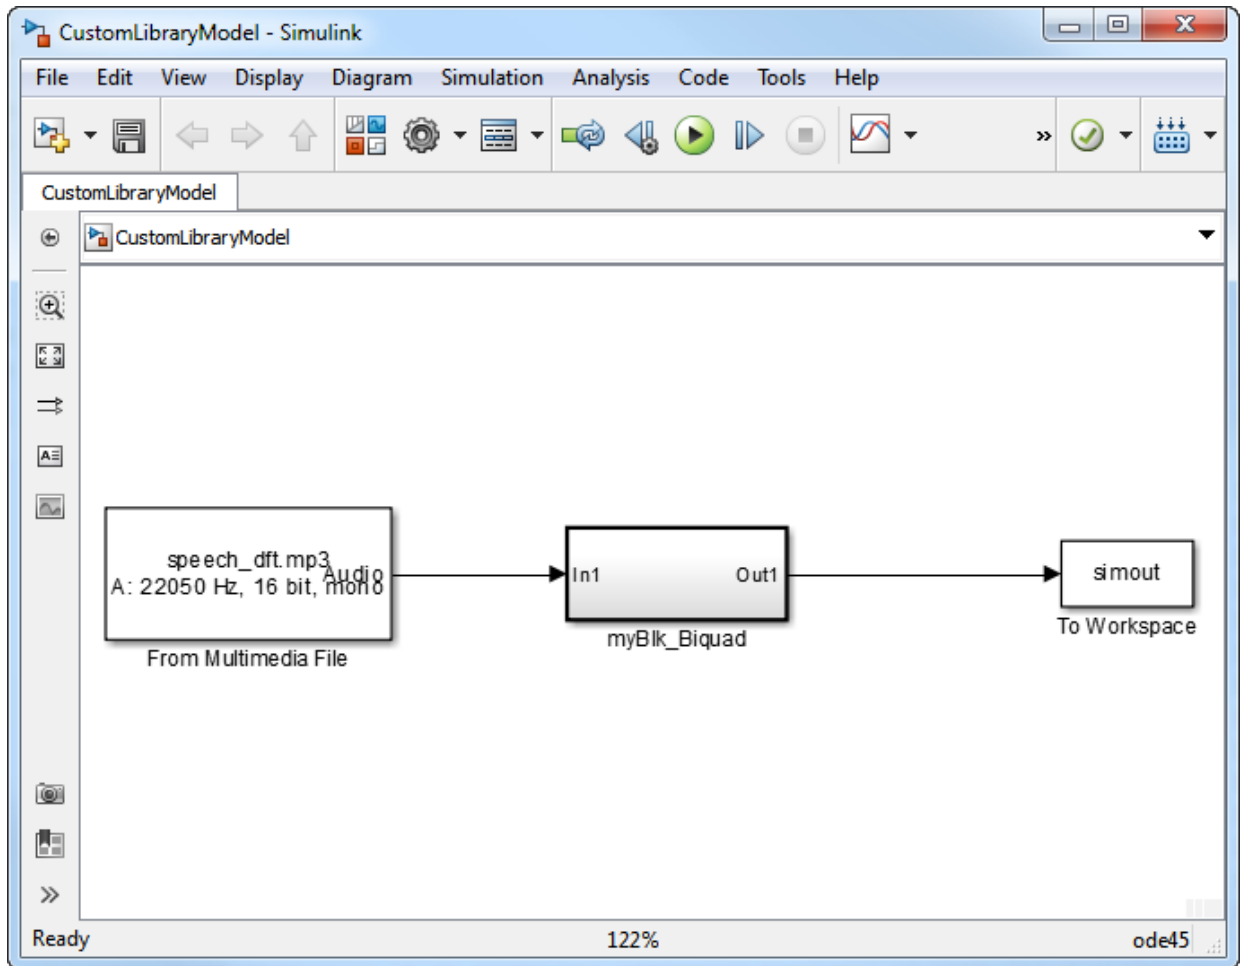 CustomLibraryModel - Simulink
File Edit View Display Diagram Simulation Analysis Code Tools Help
CustomLibraryModel
CustomLibraryModel
speech_dft.mp3
Audio
A: 22050 Hz, 16 bit, mono
From Multimedia File
In1 Out1
myBlk_Biquad
simout
To Workspace
Ready 122% ode45